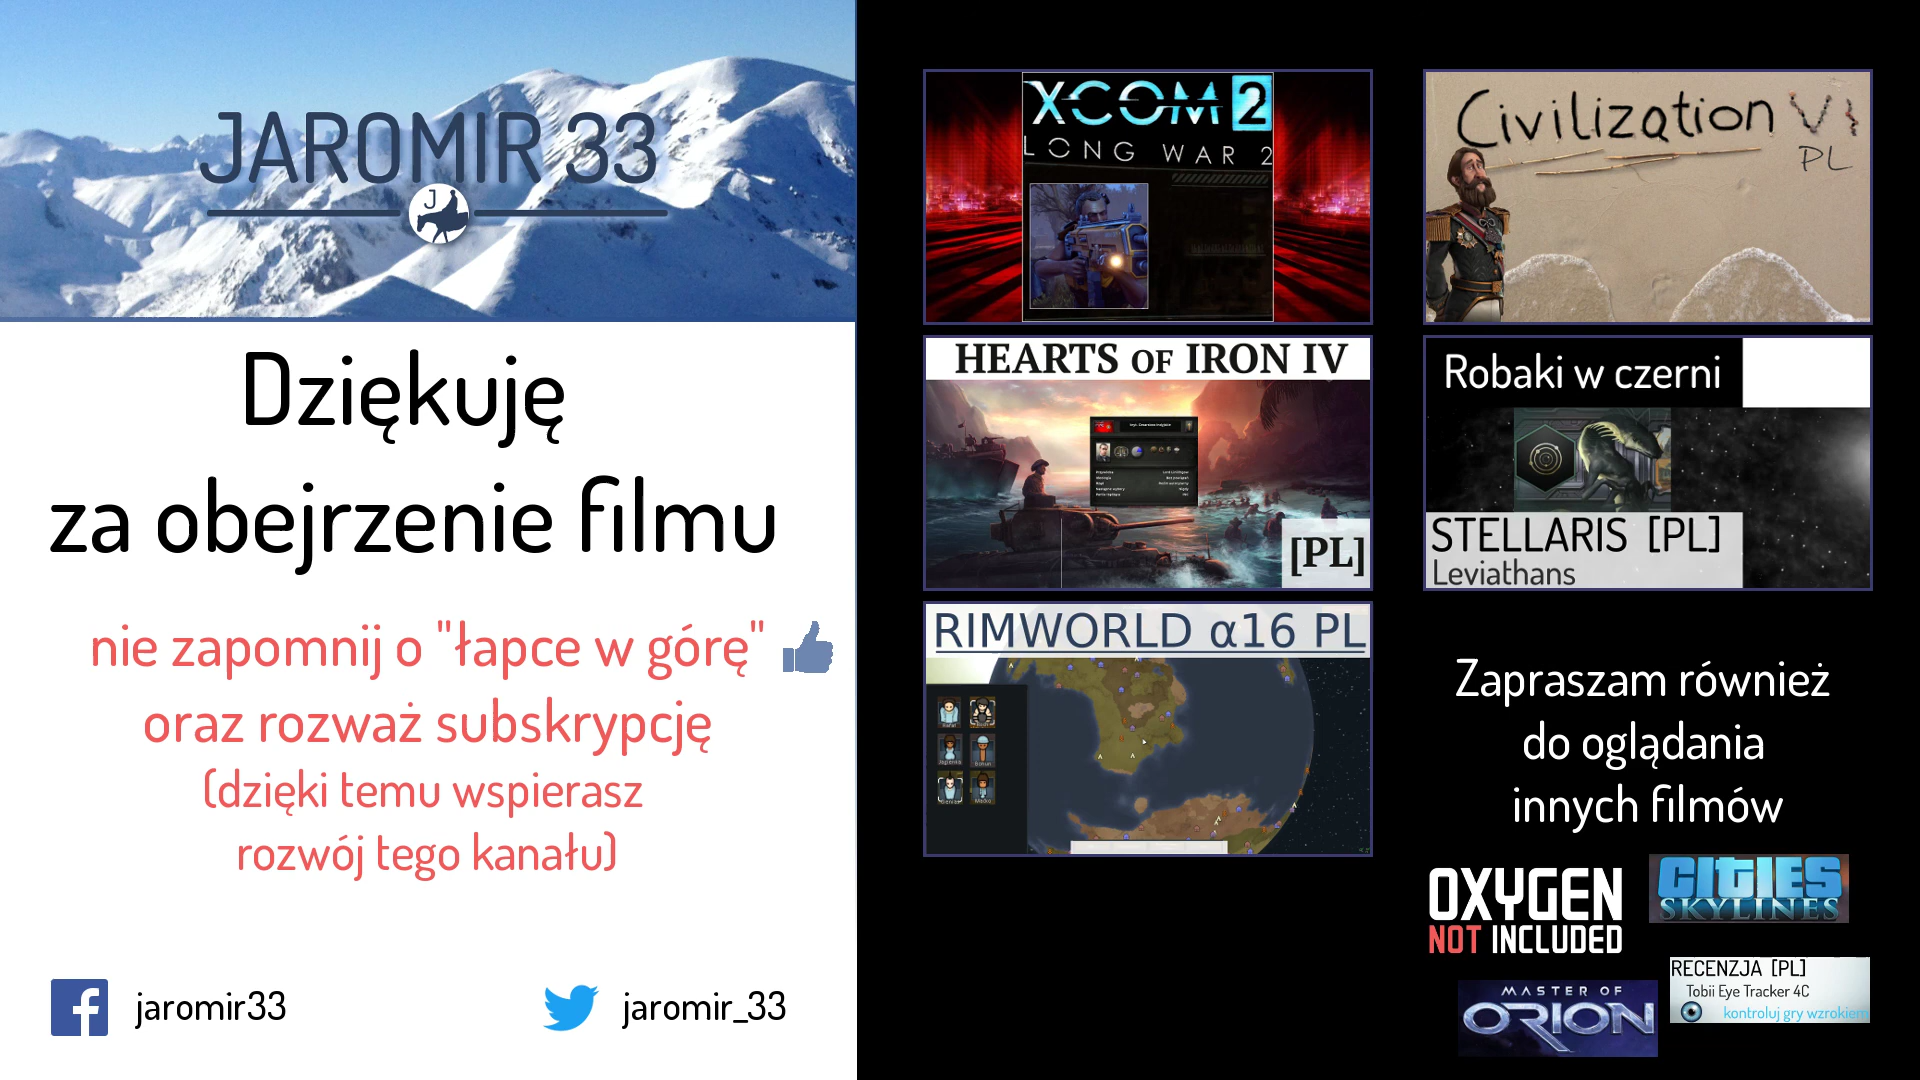 JAROMIR 33
J
Dziękuję
za obejrzenie filmu
nie zapomnij o "łapce w górę"
oraz rozważ subskrypcję
(dzięki temu wspierasz
rozwój tego kanału)
jaromir33
jaromir_33
XCOM 2
LONG WAR 2
Civilization VI
PL
HEARTS OF IRON IV
[PL]
Robaki w czerni
STELLARIS [PL]
Leviathans
RIMWORLD α16 PL
Zapraszam również
do oglądania
innych filmów
OXYGEN
NOT INCLUDED
CITIES
SKYLINES
RECENZJA [PL]
Tobii Eye Tracker 4C
kontroluj gry wzrokiem
MASTER OF
ORION